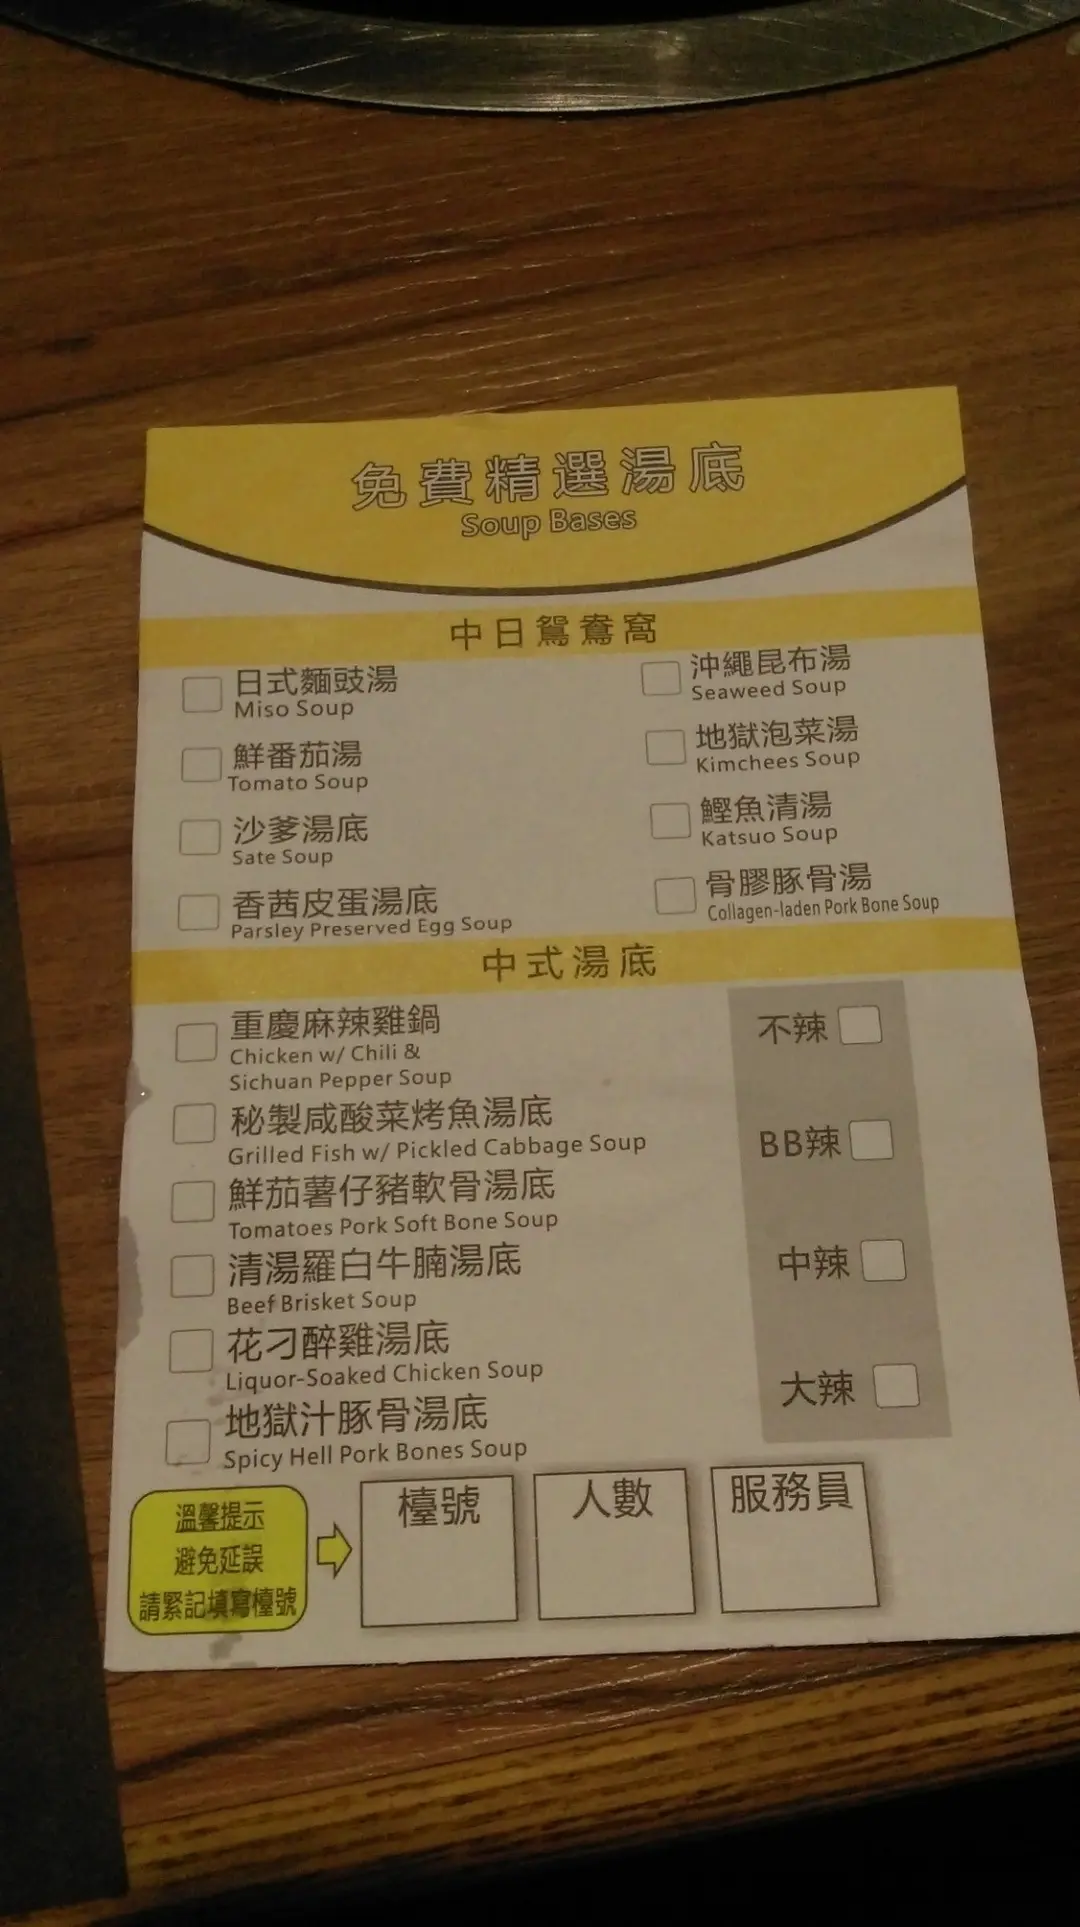 免費精選湯底
Soup Bases
中日鴛鴦窩
日式麵豉湯
Miso Soup
鮮番茄湯
Tomato Soup
沙爹湯底
Sate Soup
香茜皮蛋湯底
Parsley Preserved Egg Soup
沖繩昆布湯
Seaweed Soup
地獄泡菜湯
Kimchees Soup
鰹魚清湯
Katsuo Soup
骨膠豚骨湯
Collagen-laden Pork Bone Soup
中式湯底
重慶麻辣雞鍋
Chicken w/ Chili &
Sichuan Pepper Soup
秘製咸酸菜烤魚湯底
Grilled Fish w/ Pickled Cabbage Soup
鮮茄薯仔豬軟骨湯底
Tomatoes Pork Soft Bone Soup
清湯羅白牛腩湯底
Beef Brisket Soup
花刁醉雞湯底
Liquor-Soaked Chicken Soup
地獄汁豚骨湯底
Spicy Hell Pork Bones Soup
不辣
BB辣
中辣
大辣
溫馨提示
避免延誤
請緊記填寫檯號
檯號
人數
服務員